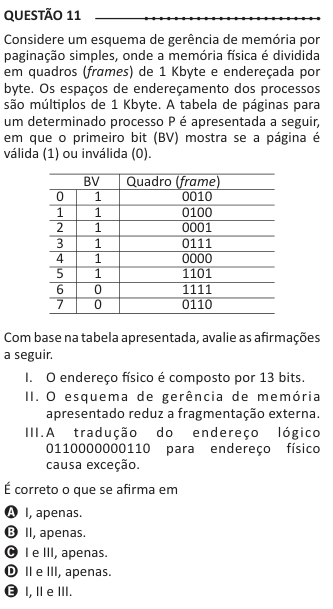 QUESTÃO 11
Considere um esquema de gerência de memória por
paginação simples, onde a memória física é dividida
em quadros (frames) de 1 Kbyte e endereçada por
byte. Os espaços de endereçamento dos processos
são múltiplos de 1 Kbyte. A tabela de páginas para
um determinado processo P é apresentada a seguir,
em que o primeiro bit (BV) mostra se a página é
válida (1) ou inválida (0).
BV Quadro (frame)
0 1 0010
1 1 0100
2 1 0001
3 1 0111
4 1 0000
5 1 1101
6 0 1111
7 0 0110
Com base na tabela apresentada, avalie as afirmações
a seguir.
I. O endereço físico é composto por 13 bits.
II. O esquema de gerência de memória
apresentado reduz a fragmentação externa.
III. A tradução do endereço lógico
0110000000110 para endereço físico
causa exceção.
É correto o que se afirma em
A I, apenas.
B II, apenas.
C I e III, apenas.
D II e III, apenas.
E I, II e III.